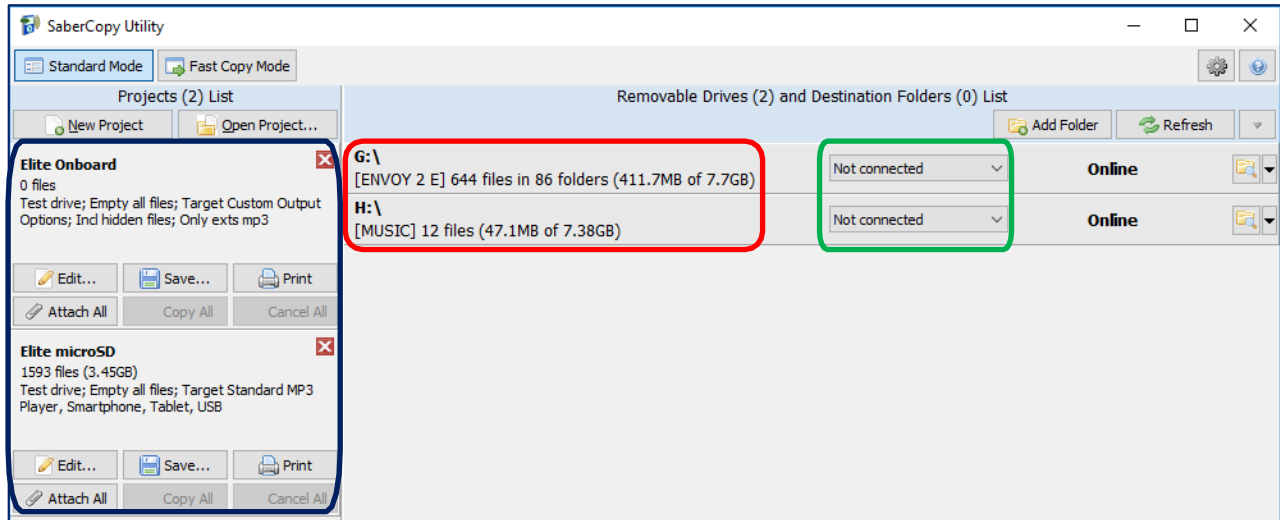 SaberCopy Utility
Standard Mode Fast Copy Mode
Projects (2) List
New Project Open Project...
Elite Onboard
0 files
Test drive; Empty all files; Target Custom Output
Options; Incl hidden files; Only exts mp3
Edit... Save... Print
Attach All Copy All Cancel All
Elite microSD
1593 files (3.45GB)
Test drive; Empty all files; Target Standard MP3
Player, Smartphone, Tablet, USB
Edit... Save... Print
Attach All Copy All Cancel All
Removable Drives (2) and Destination Folders (0) List
Add Folder Refresh
G:\
[ENVOY 2 E] 644 files in 86 folders (411.7MB of 7.7GB)
Not connected Online
H:\
[MUSIC] 12 files (47.1MB of 7.38GB)
Not connected Online